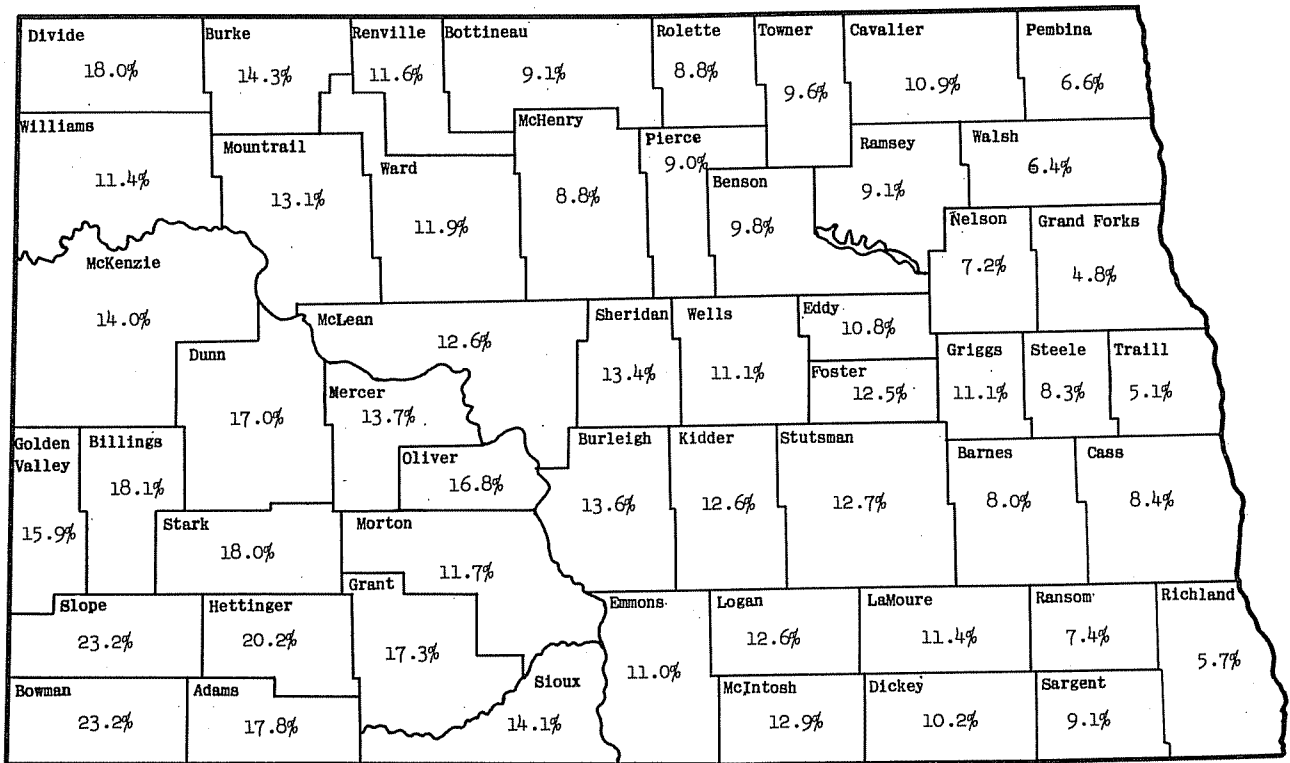 Divide
18.0%
Burke
14.3%
Renville
11.6%
Bottineau
9.1%
Rolette
8.8%
Towner
9.6%
Cavalier
10.9%
Pembina
6.6%
Williams
11.4%
Mountrail
13.1%
Ward
11.9%
McHenry
8.8%
Pierce
9.0%
Benson
9.8%
Ramsey
9.1%
Walsh
6.4%
Nelson
7.2%
Grand Forks
4.8%
McKenzie
14.0%
Dunn
17.0%
McLean
12.6%
Mercer
13.7%
Oliver
16.8%
Sheridan
13.4%
Wells
11.1%
Eddy
10.8%
Foster
12.5%
Griggs
11.1%
Steele
8.3%
Traill
5.1%
Golden
Valley
15.9%
Billings
18.1%
Stark
18.0%
Morton
11.7%
Burleigh
13.6%
Kidder
12.6%
Stutsman
12.7%
Barnes
8.0%
Cass
8.4%
Slope
23.2%
Hettinger
20.2%
Grant
17.3%
Sioux
14.1%
Emmons
11.0%
Logan
12.6%
LaMoure
11.4%
Ransom
7.4%
Richland
5.7%
Bowman
23.2%
Adams
17.8%
McIntosh
12.9%
Dickey
10.2%
Sargent
9.1%